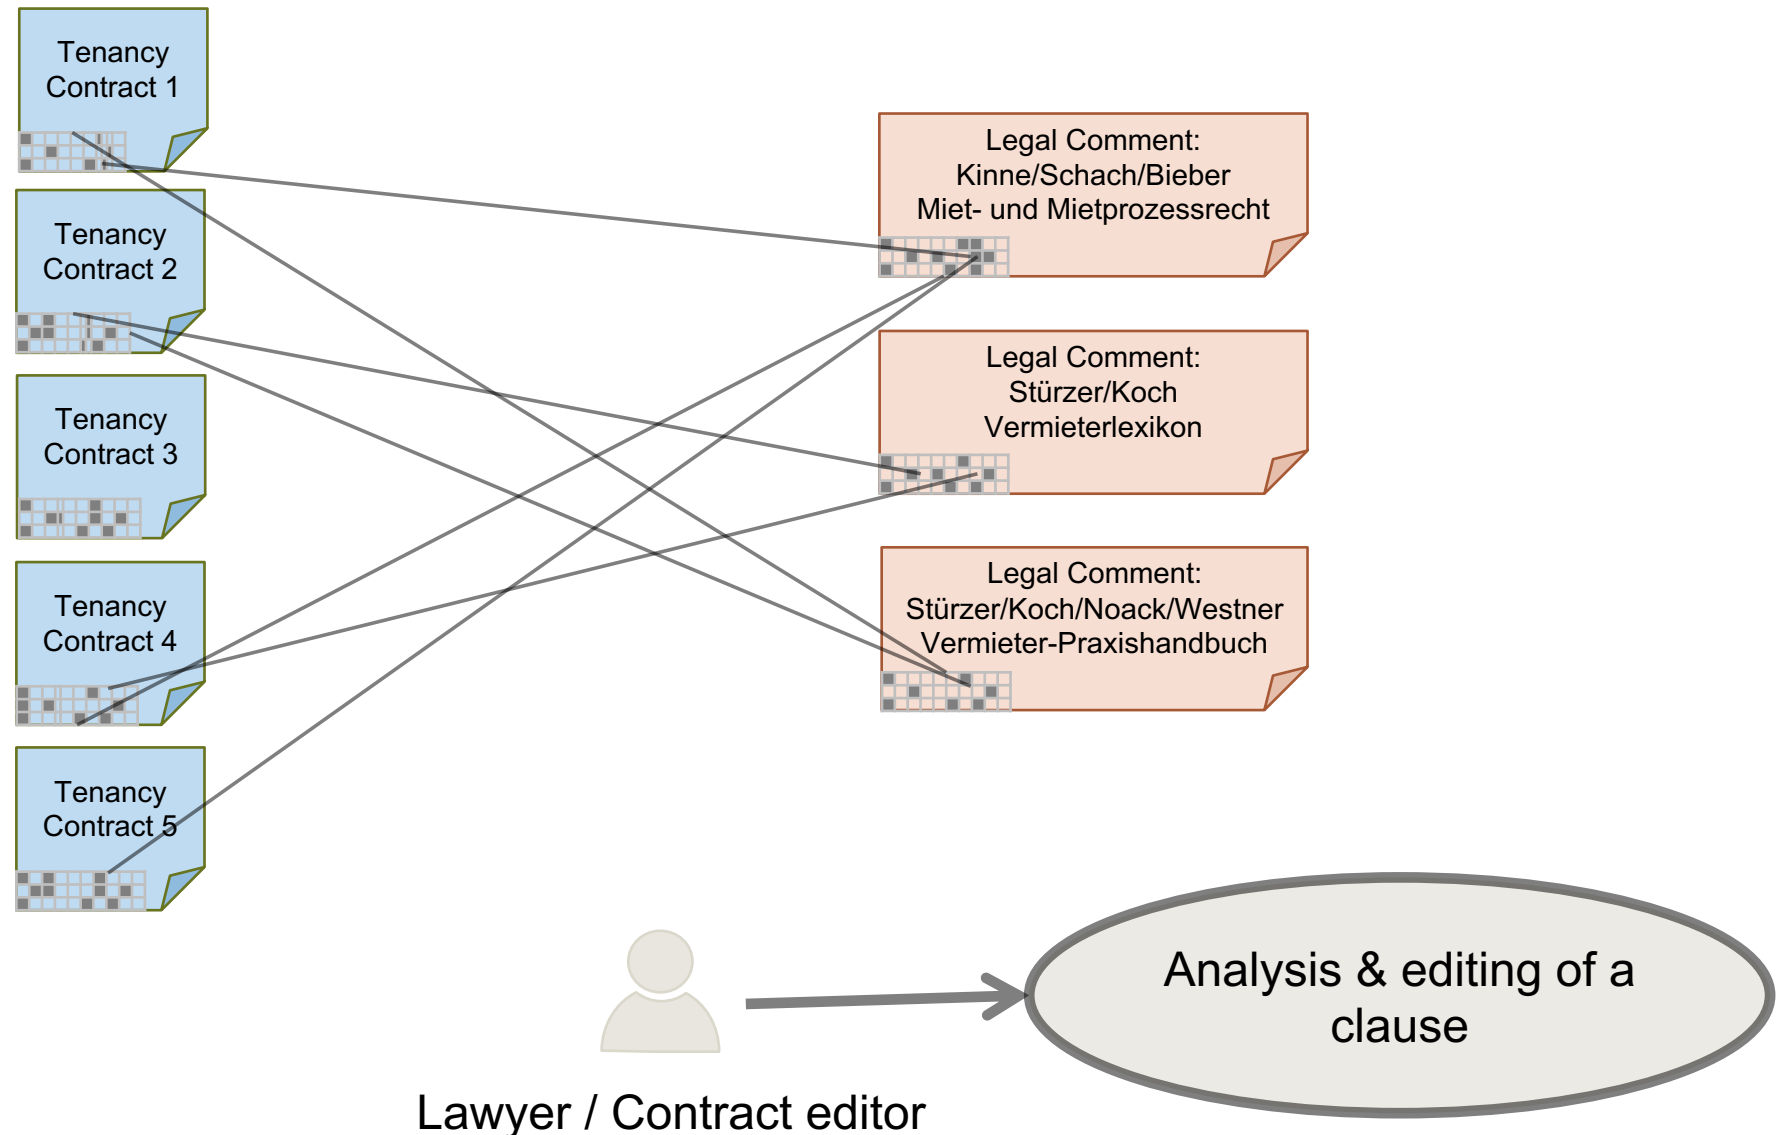 Tenancy
Contract 1
Tenancy
Contract 2
Tenancy
Contract 3
Tenancy
Contract 4
Tenancy
Contract 5
Legal Comment:
Kinne/Schach/Bieber
Miet- und Mietprozessrecht
Legal Comment:
Stürzer/Koch
Vermieterlexikon
Legal Comment:
Stürzer/Koch/Noack/Westner
Vermieter-Praxishandbuch
Analysis & editing of a
clause
Lawyer / Contract editor